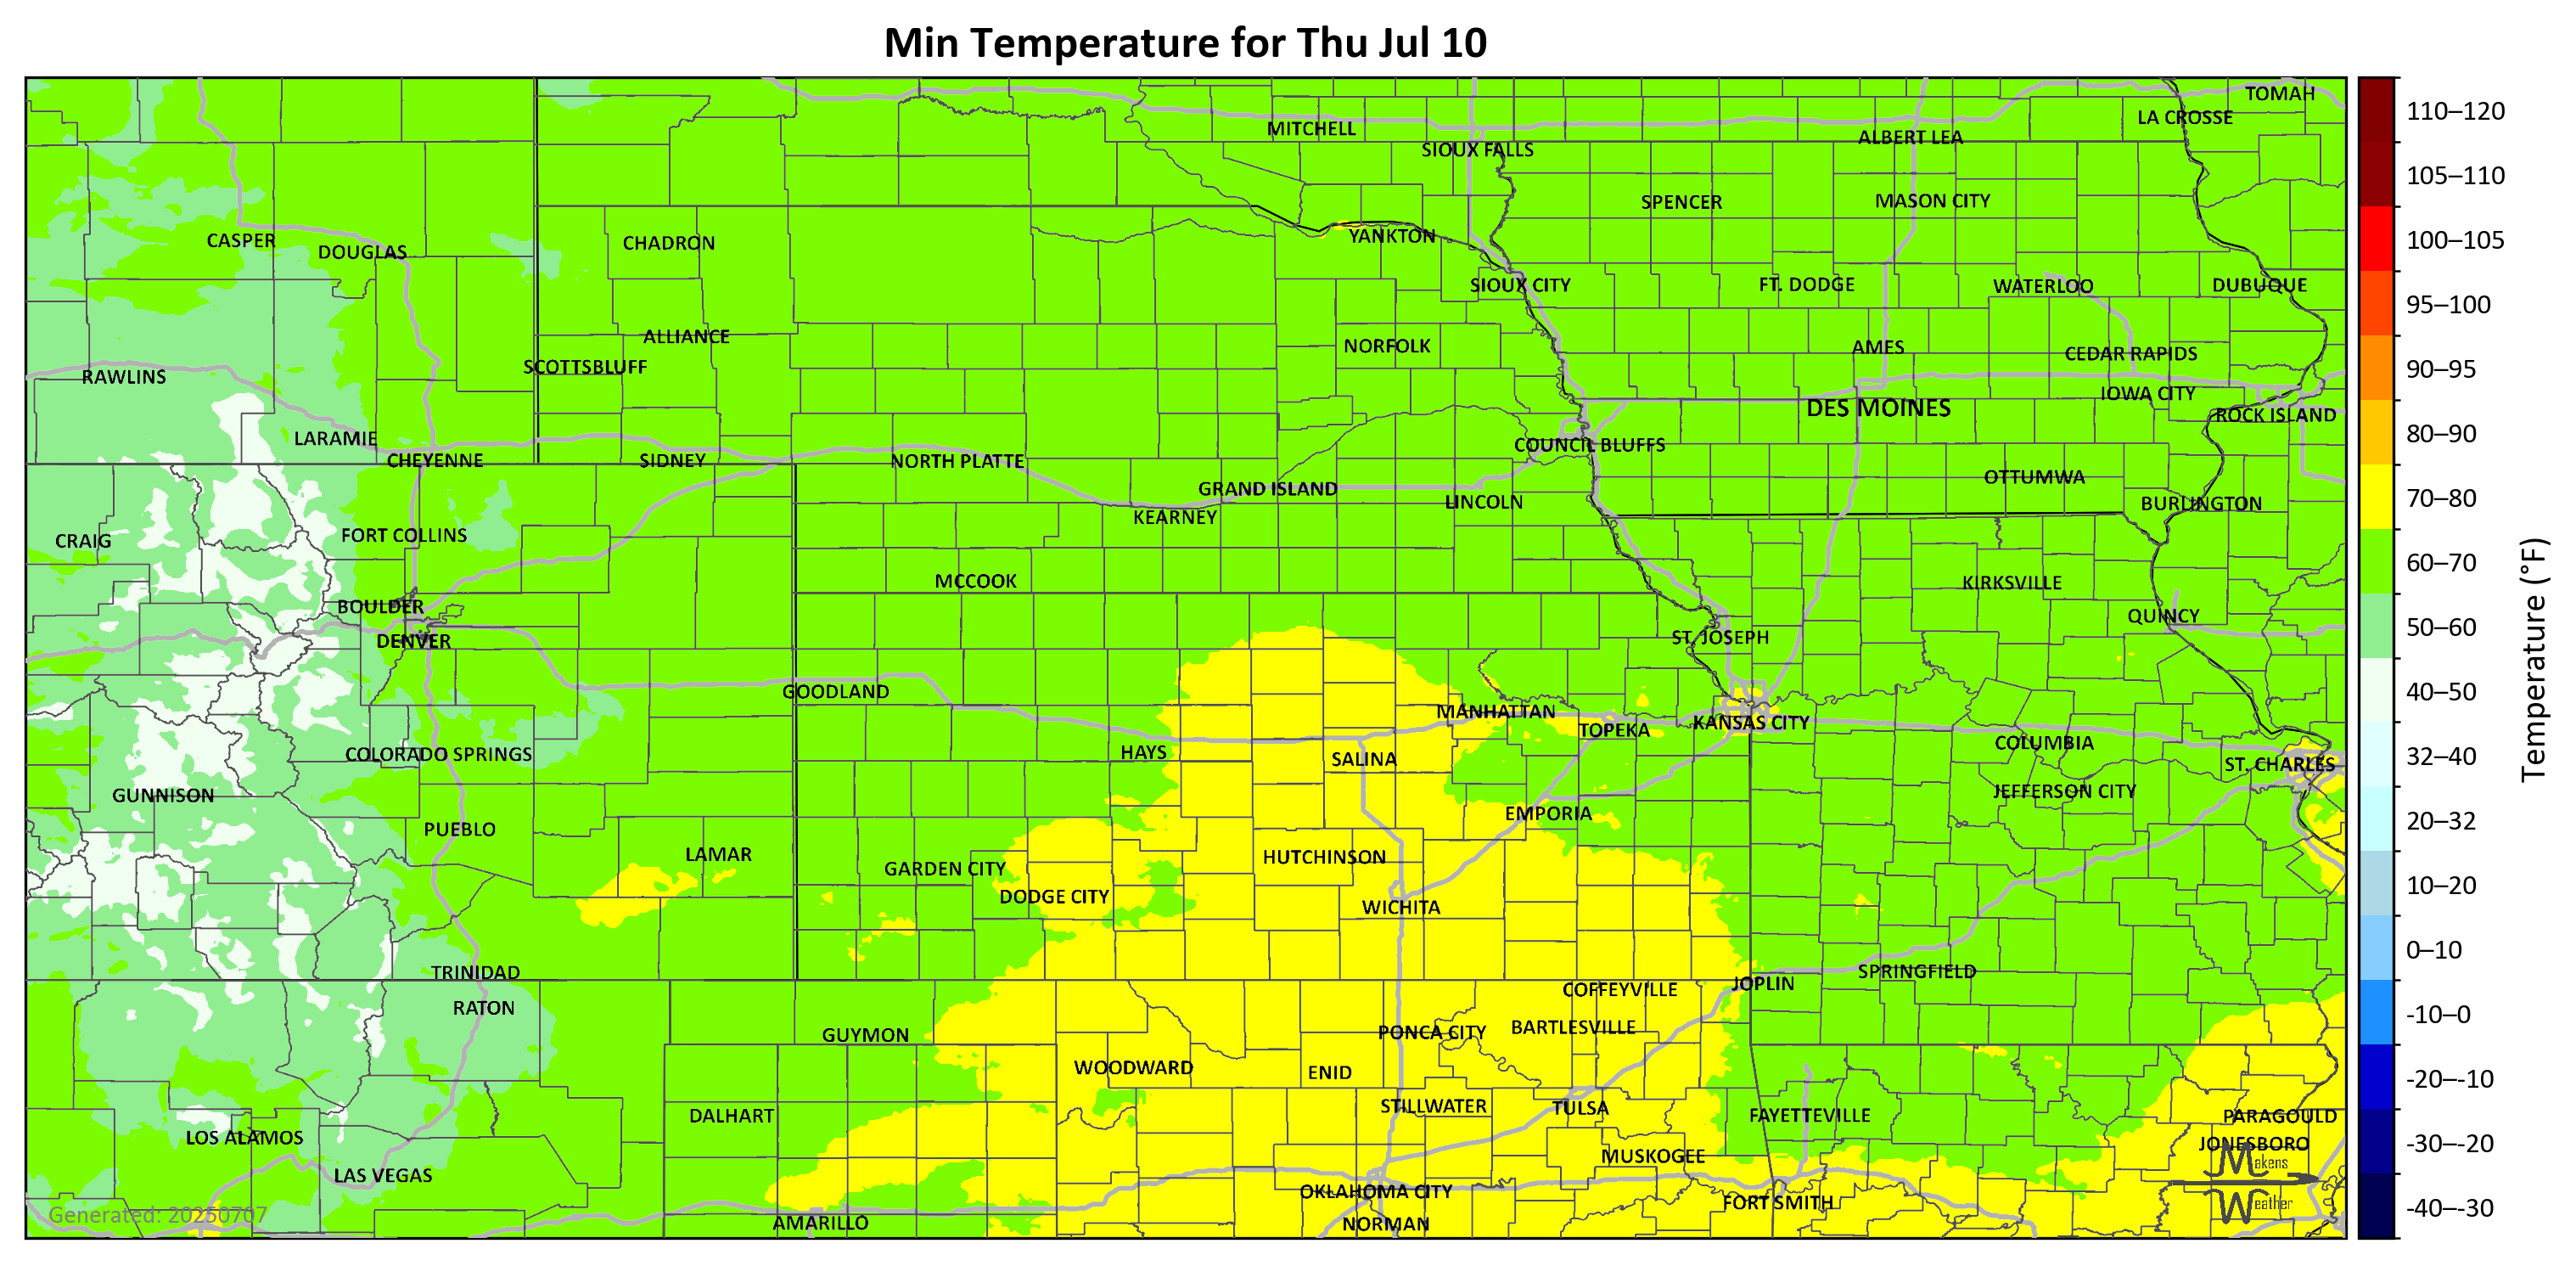 Min Temperature for Thu Jul 10
TOMAH
LA CROSSE
MITCHELL
ALBERT LEA
SIOUX FALLS
SPENCER
MASON CITY
CASPER
DOUGLAS
CHADRON
YANKTON
SIOUX CITY
FT. DODGE
WATERLOO
DUBUQUE
ALLIANCE
NORFOLK
AMES
CEDAR RAPIDS
SCOTTSBLUFF
RAWLINS
IOWA CITY
DES MOINES
ROCK ISLAND
LARAMIE
COUNCIL BLUFFS
CHEYENNE
SIDNEY
NORTH PLATTE
OTTUMWA
GRAND ISLAND
LINCOLN
BURLINGTON
KEARNEY
FORT COLLINS
CRAIG
MCCOOK
KIRKSVILLE
BOULDER
QUINCY
DENVER
ST. JOSEPH
GOODLAND
MANHATTAN
TOPEKA
KANSAS CITY
COLUMBIA
COLORADO SPRINGS
HAYS
SALINA
ST. CHARLES
GUNNISON
JEFFERSON CITY
EMPORIA
PUEBLO
LAMAR
HUTCHINSON
GARDEN CITY
DODGE CITY
WICHITA
TRINIDAD
SPRINGFIELD
JOPLIN
COFFEYVILLE
RATON
GUYMON
PONCA CITY
BARTLESVILLE
WOODWARD
ENID
DALHART
STILLWATER
TULSA
FAYETTEVILLE
PARAGOULD
LOS ALAMOS
JONESBORO
MUSKOGEE
LAS VEGAS
OKLAHOMA CITY
FORT SMITH
AMARILLO
NORMAN
Generated: 20250707
Makens
Weather
110–120
105–110
100–105
95–100
90–95
80–90
70–80
60–70
50–60
40–50
32–40
20–32
10–20
0–10
-10–0
-20–-10
-30–-20
-40–-30
Temperature (°F)